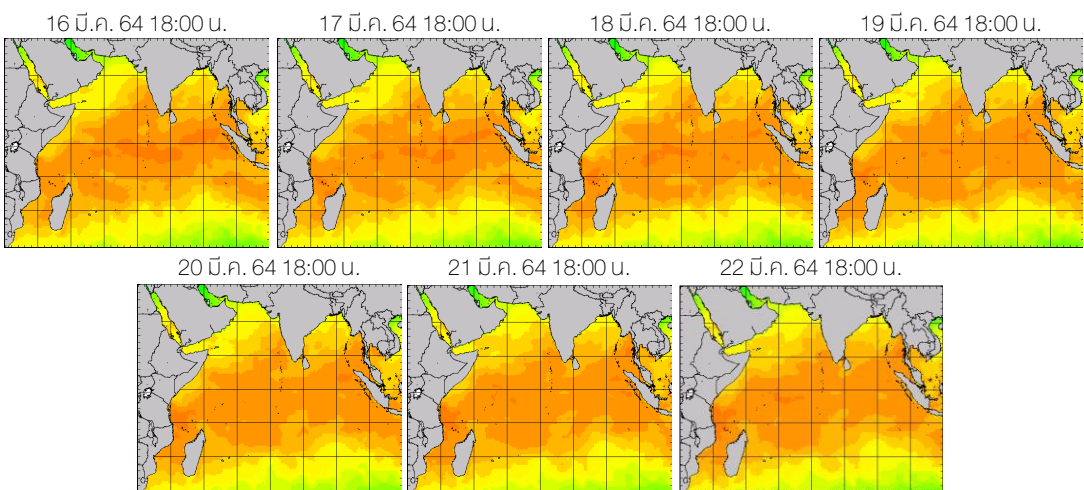 16 มี.ค. 64 18:00 น.
17 มี.ค. 64 18:00 น.
18 มี.ค. 64 18:00 น.
19 มี.ค. 64 18:00 น.
20 มี.ค. 64 18:00 น.
21 มี.ค. 64 18:00 น.
22 มี.ค. 64 18:00 น.